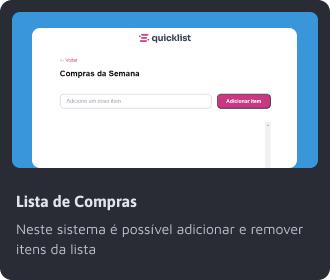 quicklist
← Voltar
Compras da Semana
Adicione um novo item
Adicionar item
Lista de Compras
Neste sistema é possível adicionar e remover
itens da lista